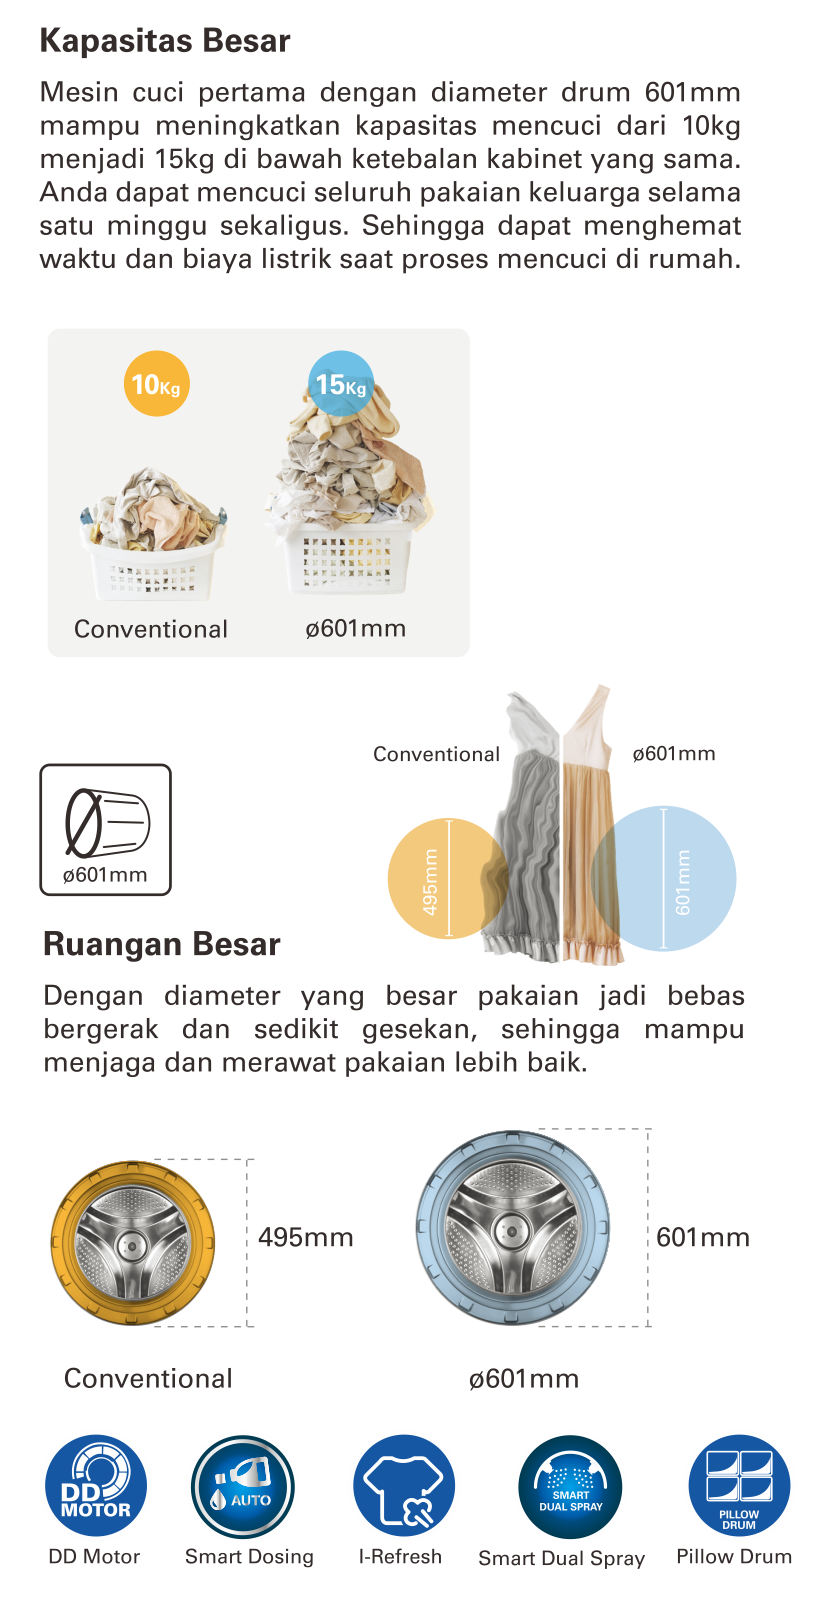 Kapasitas Besar
Mesin cuci pertama dengan diameter drum 601mm
mampu meningkatkan kapasitas mencuci dari 10kg
menjadi 15kg di bawah ketebalan kabinet yang sama.
Anda dapat mencuci seluruh pakaian keluarga selama
satu minggu sekaligus. Sehingga dapat menghemat
waktu dan biaya listrik saat proses mencuci di rumah.
10Kg
15Kg
Conventional
ø601mm
Conventional
ø601mm
495mm
601mm
ø601mm
Ruangan Besar
Dengan diameter yang besar pakaian jadi bebas
bergerak dan sedikit gesekan, sehingga mampu
menjaga dan merawat pakaian lebih baik.
495mm
601mm
Conventional
ø601mm
DD
MOTOR
AUTO
SMART
DUAL SPRAY
PILLOW
DRUM
DD Motor
Smart Dosing
I-Refresh
Smart Dual Spray
Pillow Drum